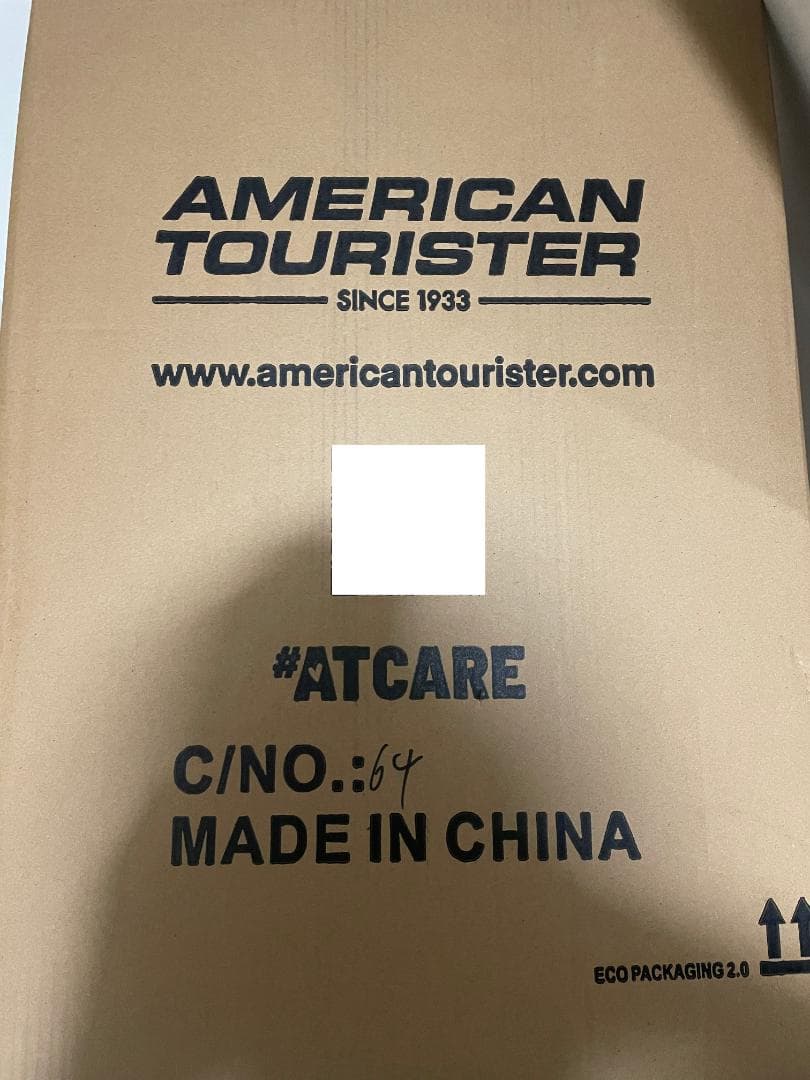 AMERICAN
TOURISTER
SINCE 1933
www.americantourister.com
#ATCARE
C/NO.:64
MADE IN CHINA
ECO PACKAGING 2.0